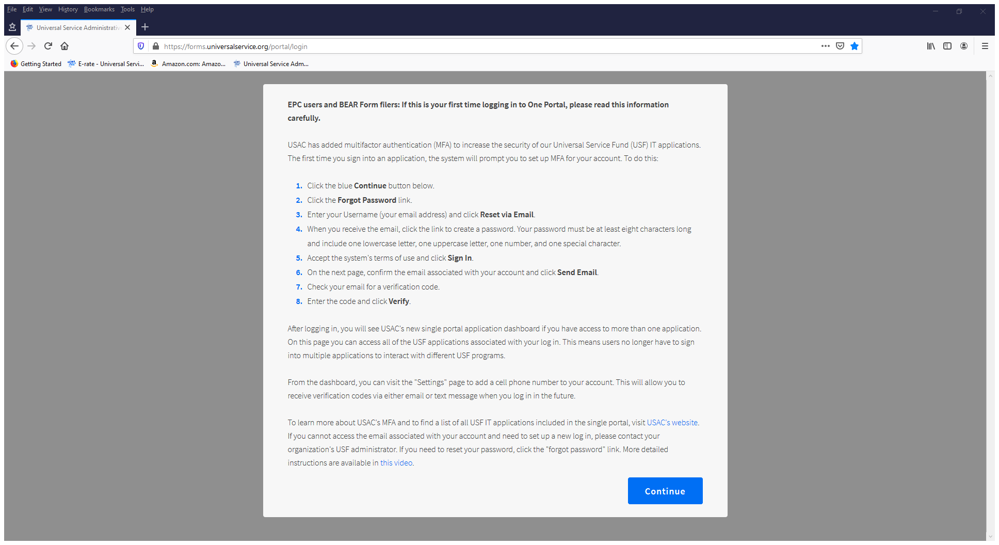 File Edit View History Bookmarks Tools Help
Universal Service Administrativ
https://forms.universalservice.org/portal/login
Getting Started E-rate - Universal Servi... Amazon.com: Amazo... Universal Service Adm...
EPC users and BEAR Form filers: If this is your first time logging in to One Portal, please read this information
carefully.
USAC has added multifactor authentication (MFA) to increase the security of our Universal Service Fund (USF) IT applications.
The first time you sign into an application, the system will prompt you to set up MFA for your account. To do this:
1. Click the blue Continue button below.
2. Click the Forgot Password link.
3. Enter your Username (your email address) and click Reset via Email.
4. When you receive the email, click the link to create a password. Your password must be at least eight characters long
and include one lowercase letter, one uppercase letter, one number, and one special character.
5. Accept the system's terms of use and click Sign In.
6. On the next page, confirm the email associated with your account and click Send Email.
7. Check your email for a verification code.
8. Enter the code and click Verify.
After logging in, you will see USAC's new single portal application dashboard if you have access to more than one application.
On this page you can access all of the USF applications associated with your log in. This means users no longer have to sign
into multiple applications to interact with different USF programs.
From the dashboard, you can visit the "Settings" page to add a cell phone number to your account. This will allow you to
receive verification codes via either email or text message when you log in in the future.
To learn more about USAC's MFA and to find a list of all USF IT applications included in the single portal, visit USAC's website.
If you cannot access the email associated with your account and need to set up a new log in, please contact your
organization's USF administrator. If you need to reset your password, click the "forgot password" link. More detailed
instructions are available in this video.
Continue